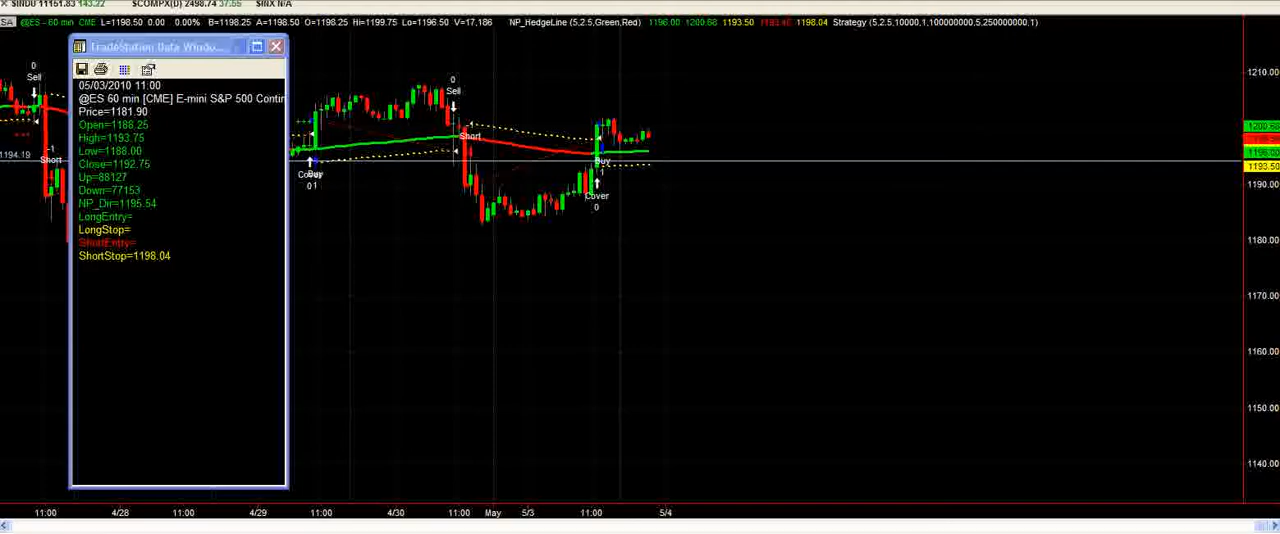 $INDU 11151.83 143.22 $COMPX(D) 2498.74 37.55 $INX N/A
SA @ES - 60 min [CME] L=1198.50 0.00 0.00% B=1198.25 A=1198.50 O=1198.25 Hi=1199.75 Lo=1196.50 V=17,186 NP_HedgeLine (5,2.5,Green,Red) 1196.00 1200.68 1193.50 1198.04 Strategy (5,2.5,10000,1,100000000,5,250000000,1)
TradeStation Data Windo...
05/03/2010 11:00
@ES 60 min [CME] E-mini S&P 500 Contin
Price=1181.90
Open=1188.25
High=1193.75
Low=1188.00
Close=1192.75
Up=88127
Down=77153
NP_Dir=1195.54
LongEntry=
LongStop=
ShortEntry=
ShortStop=1198.04
0
Sell
1194.19
-1
Short
Cover
Buy
0
1
0
Sell
Short
Buy
1
Cover
0
1210.00
1200.68
1196.00
1193.50
1190.00
1180.00
1170.00
1160.00
1150.00
1140.00
11:00 4/28 11:00 4/29 11:00 4/30 11:00 May 5/3 11:00 5/4